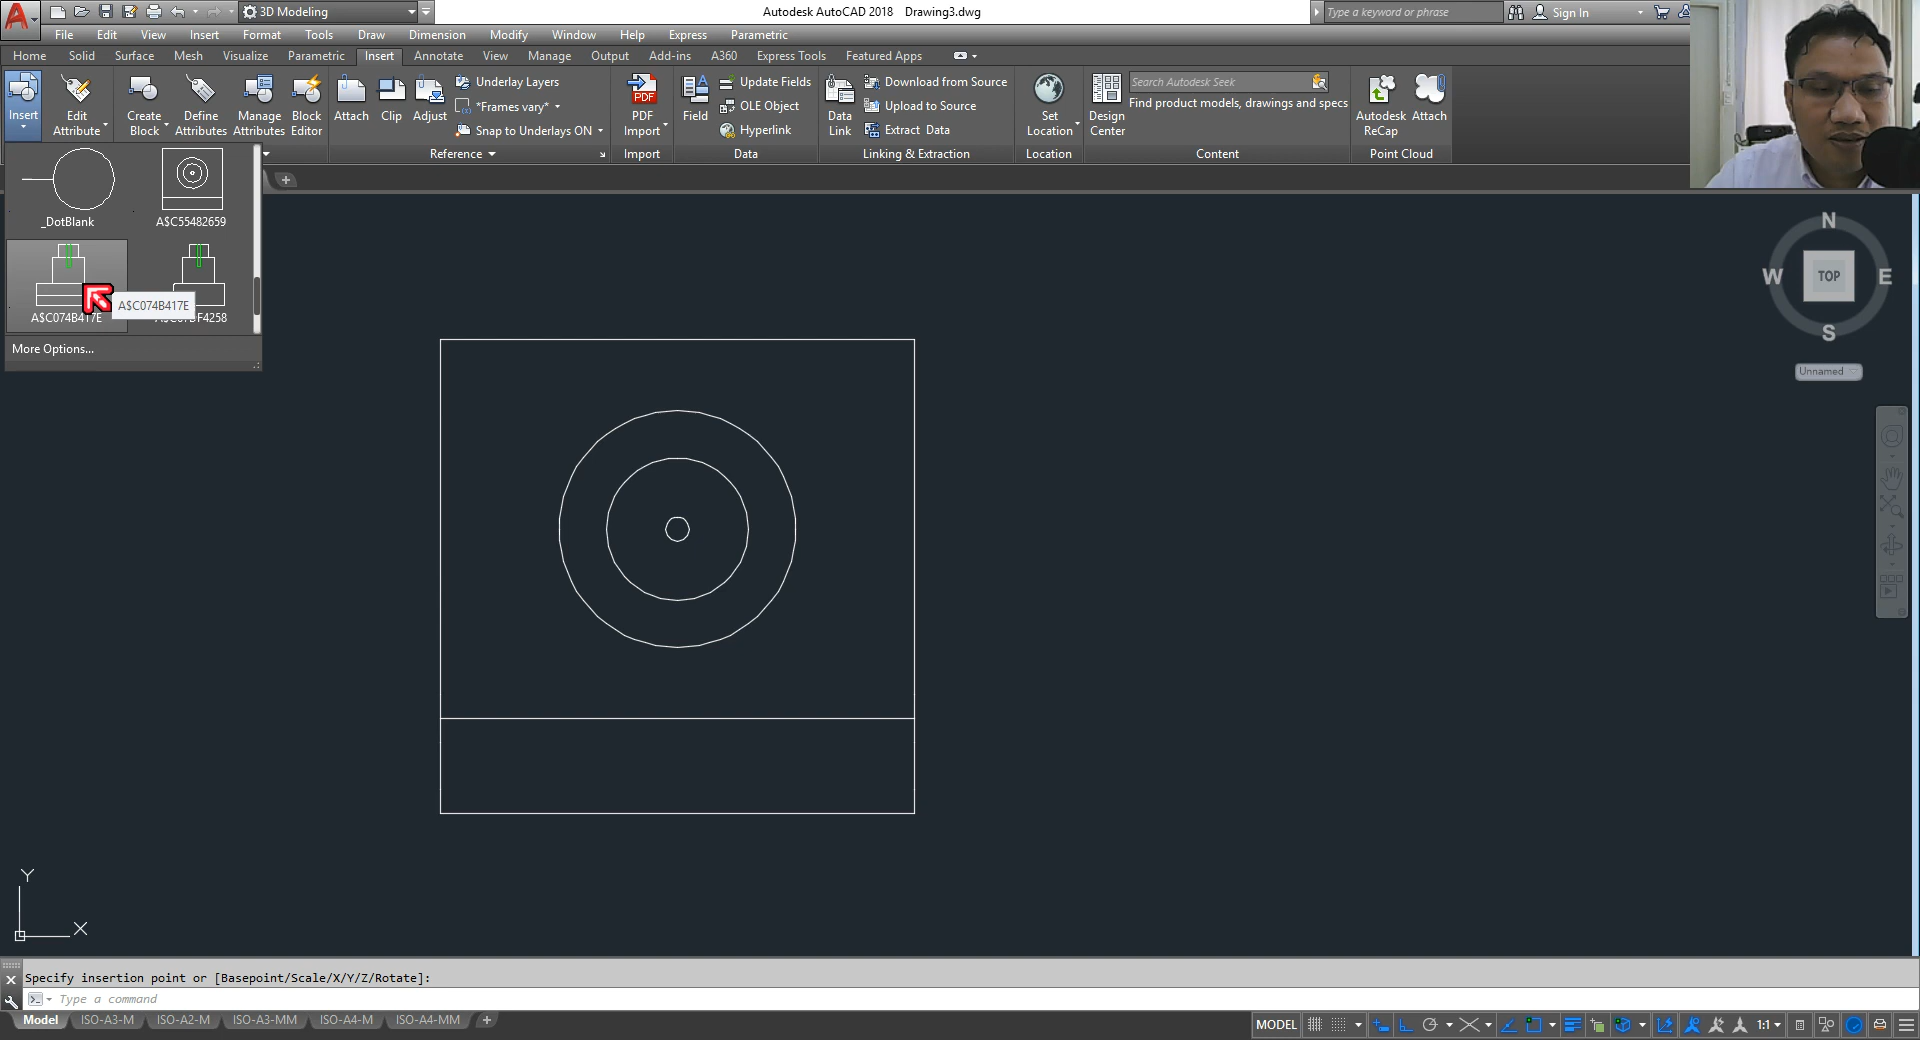 3D Modeling
Autodesk AutoCAD 2018 Drawing3.dwg
Type a keyword or phrase
Sign In
File Edit View Insert Format Tools Draw Dimension Modify Window Help Express Parametric
Home Solid Surface Mesh Visualize Parametric Insert Annotate View Manage Output Add-ins A360 Express Tools Featured Apps
Insert
Edit Attribute
Create Block
Define Attributes
Manage Attributes
Block Editor
Attach
Clip
Adjust
Underlay Layers
*Frames vary*
Snap to Underlays ON
Reference
PDF
PDF Import
Import
Field
Update Fields
OLE Object
Hyperlink
Data
Data Link
Download from Source
Upload to Source
Extract Data
Linking & Extraction
Set Location
Location
Design Center
Search Autodesk Seek
Find product models, drawings and specs
Content
Autodesk ReCap
Attach
Point Cloud
_DotBlank
A$C55482659
A$C074B417E
A$C074B417E
F4258
More Options...
N
W
TOP
E
S
Unnamed
Y
X
Specify insertion point or [Basepoint/Scale/X/Y/Z/Rotate]:
Type a command
Model ISO-A3-M ISO-A2-M ISO-A3-MM ISO-A4-M ISO-A4-MM
MODEL
1:1